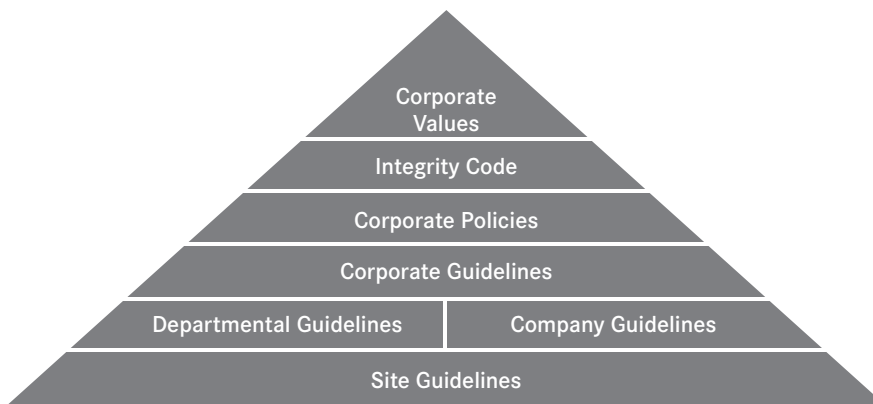 Corporate
Values
Integrity Code
Corporate Policies
Corporate Guidelines
Departmental Guidelines
Company Guidelines
Site Guidelines